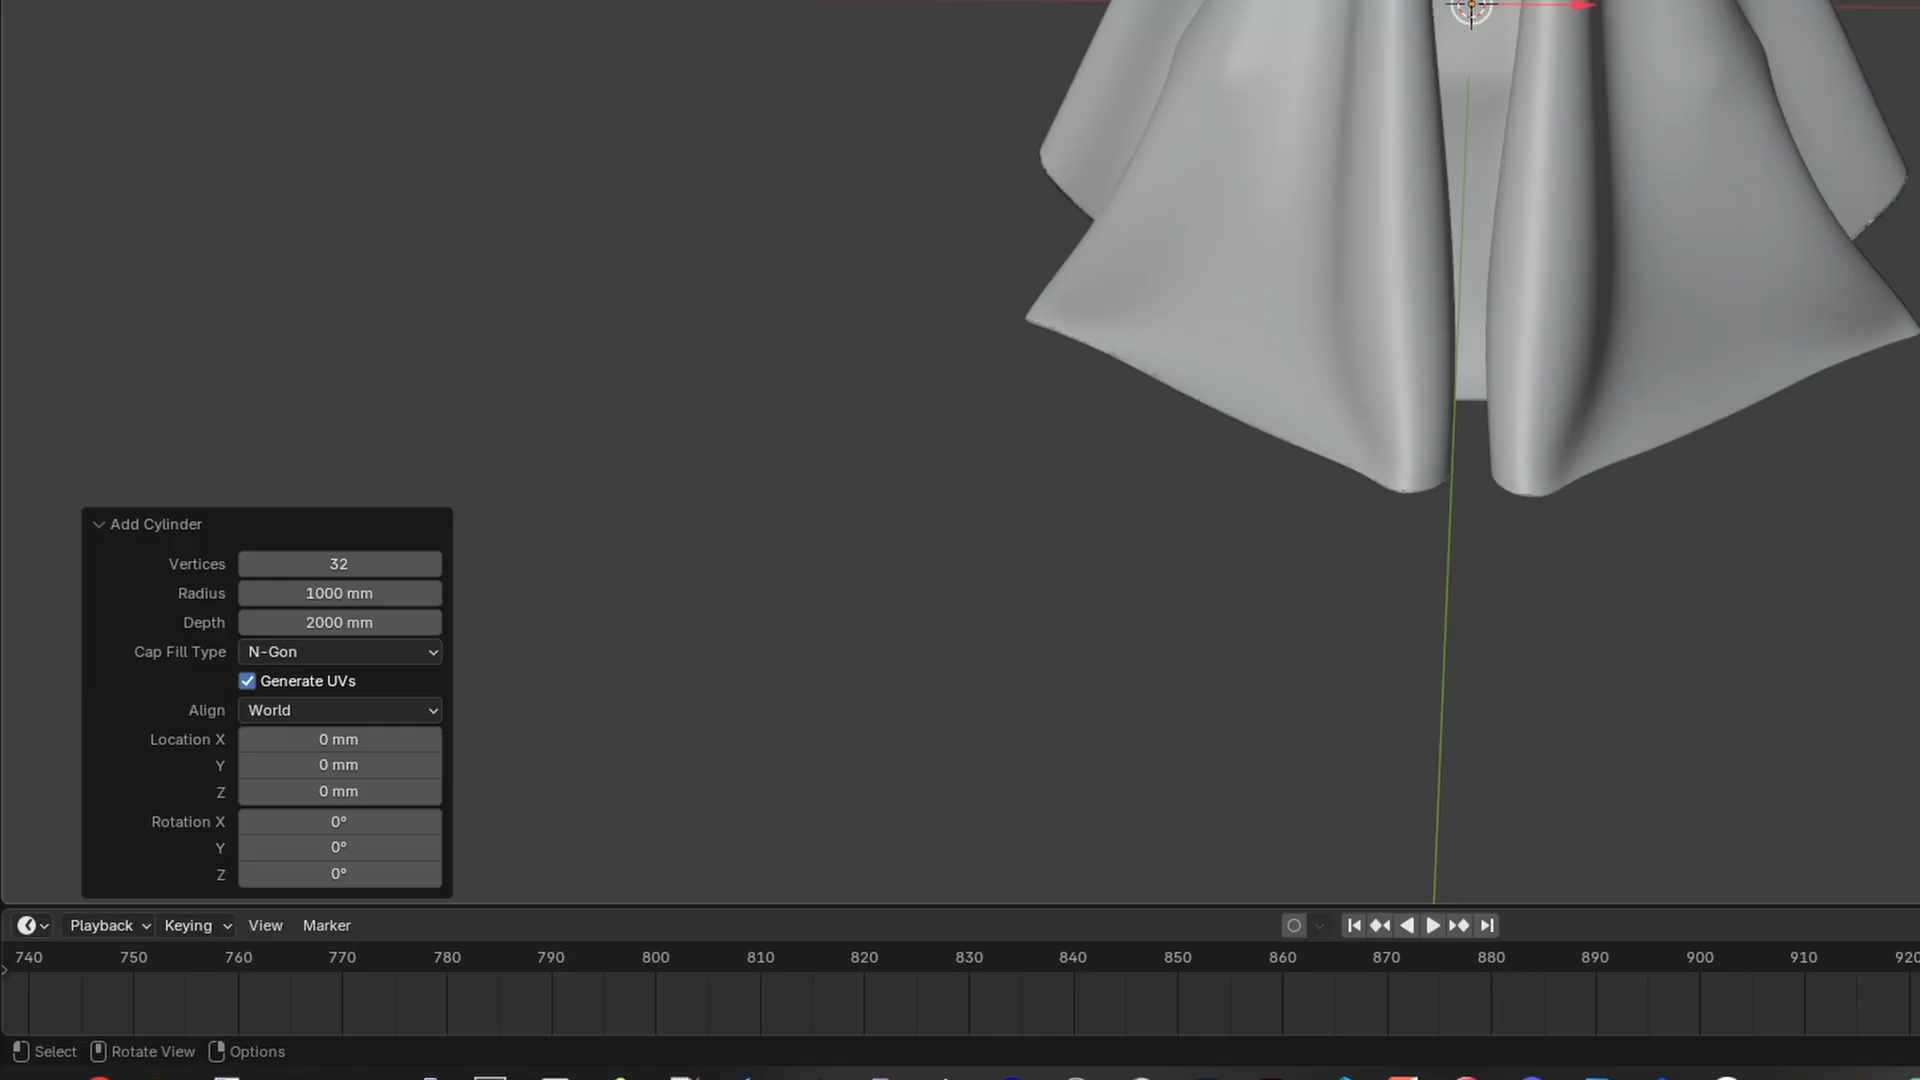 Add Cylinder
Vertices 32
Radius 1000 mm
Depth 2000 mm
Cap Fill Type N-Gon
Generate UVs
Align World
Location X 0 mm
Y 0 mm
Z 0 mm
Rotation X 0°
Y 0°
Z 0°
Playback Keying View Marker
740 750 760 770 780 790 800 810 820 830 840 850 860 870 880 890 900 910 920
Select Rotate View Options